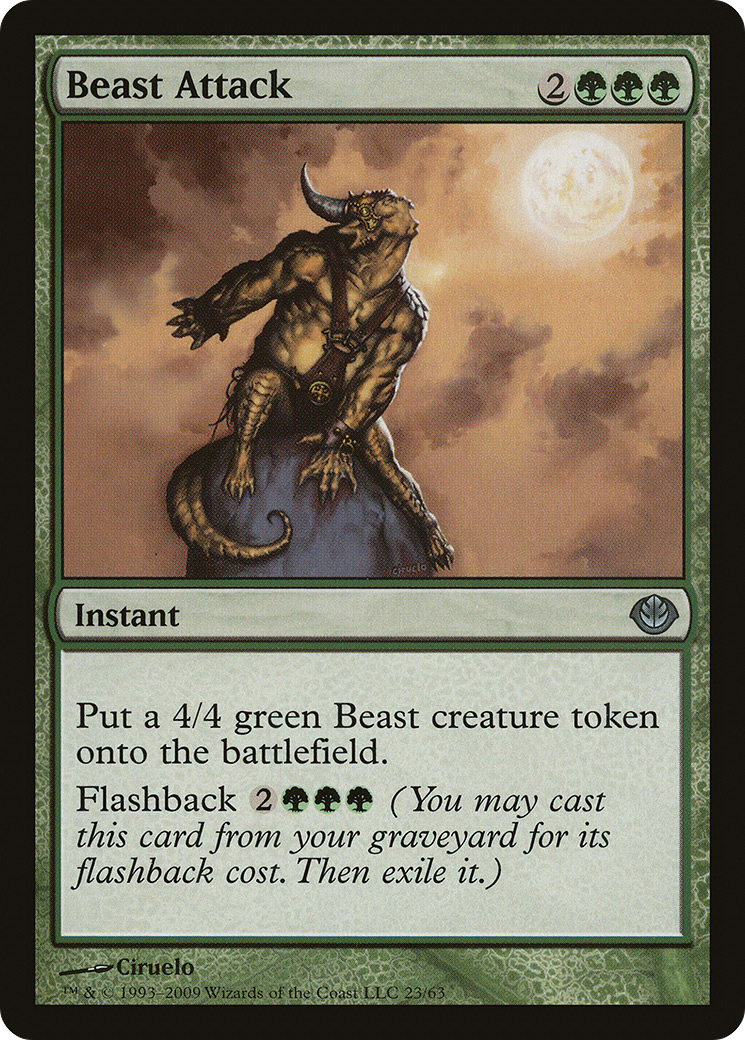 Beast Attack 2
ciruelo
Instant
Put a 4/4 green Beast creature token
onto the battlefield.
Flashback 2 (You may cast
this card from your graveyard for its
flashback cost. Then exile it.)
Ciruelo
™ & © 1993–2009 Wizards of the Coast LLC 23/63